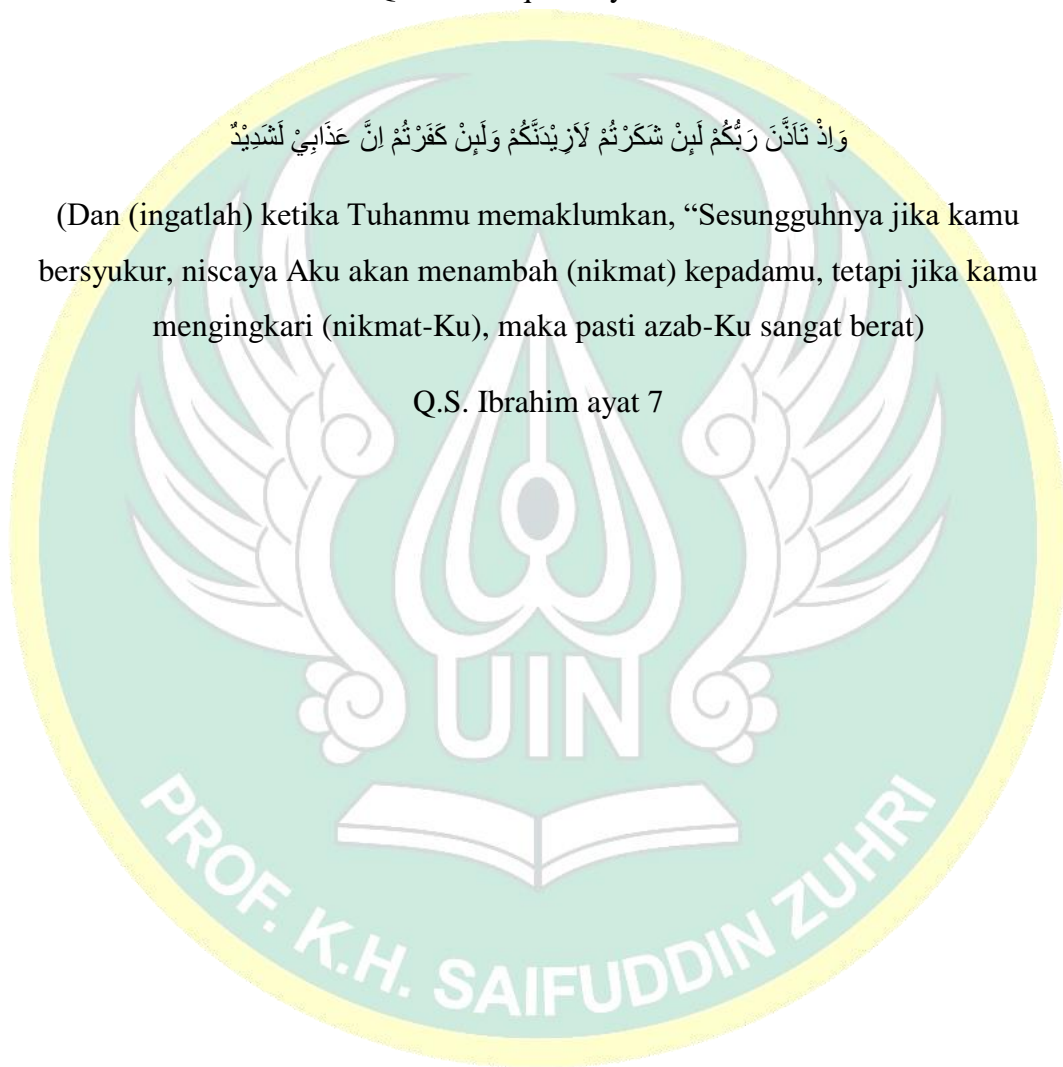 وَاِذْ تَاَذَّنَ رَبُّكُمْ لَىِٕنْ شَكَرْتُمْ لَاَزِيْدَنَّكُمْ وَلَىِٕنْ كَفَرْتُمْ اِنَّ عَذَابِيْ لَشَدِيْدٌ
(Dan (ingatlah) ketika Tuhanmu memaklumkan, “Sesungguhnya jika kamu
bersyukur, niscaya Aku akan menambah (nikmat) kepadamu, tetapi jika kamu
mengingkari (nikmat-Ku), maka pasti azab-Ku sangat berat)
Q.S. Ibrahim ayat 7
UIN
PROF. K.H. SAIFUDDIN ZUHRI